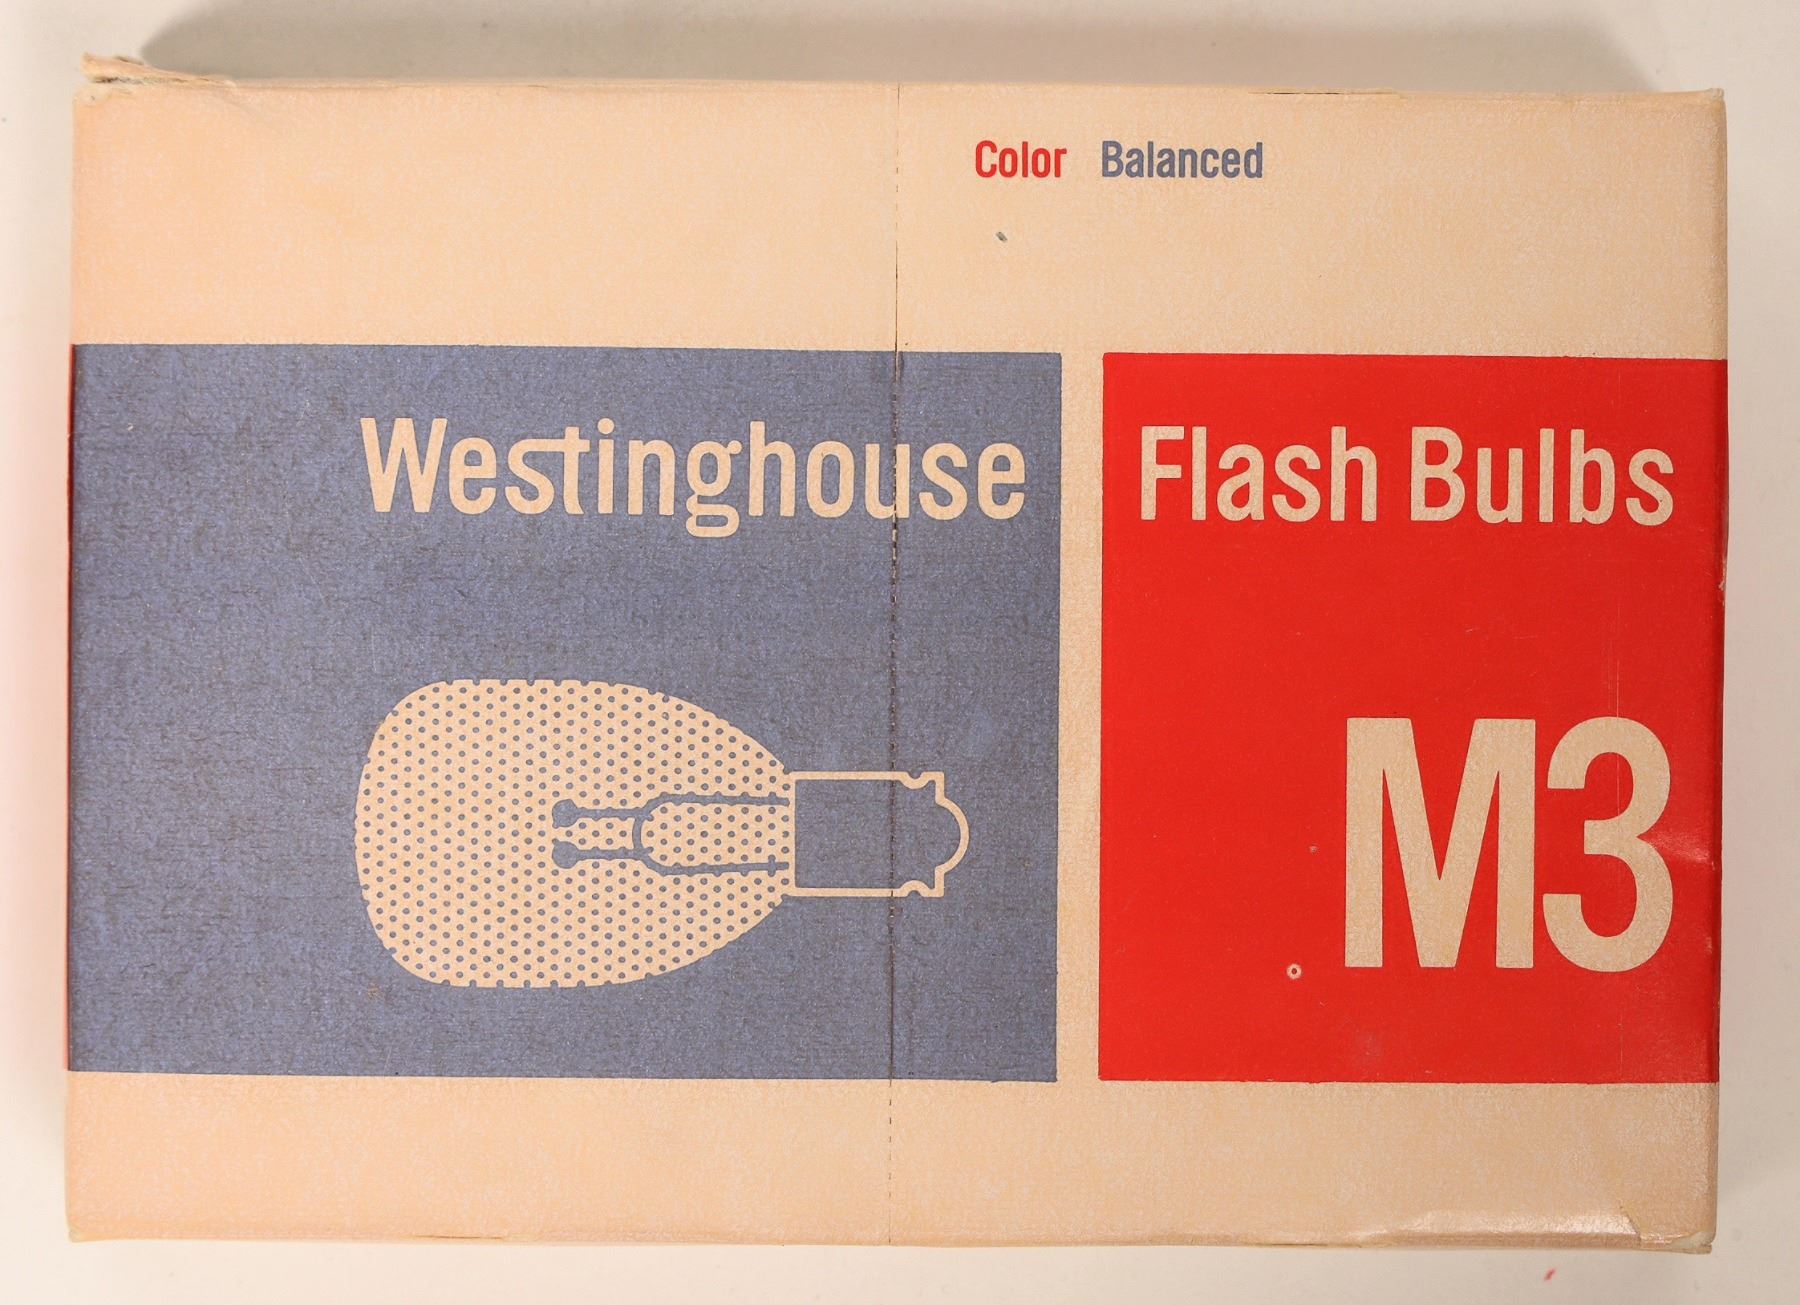 Color Balanced
Westinghouse
Flash Bulbs
M3